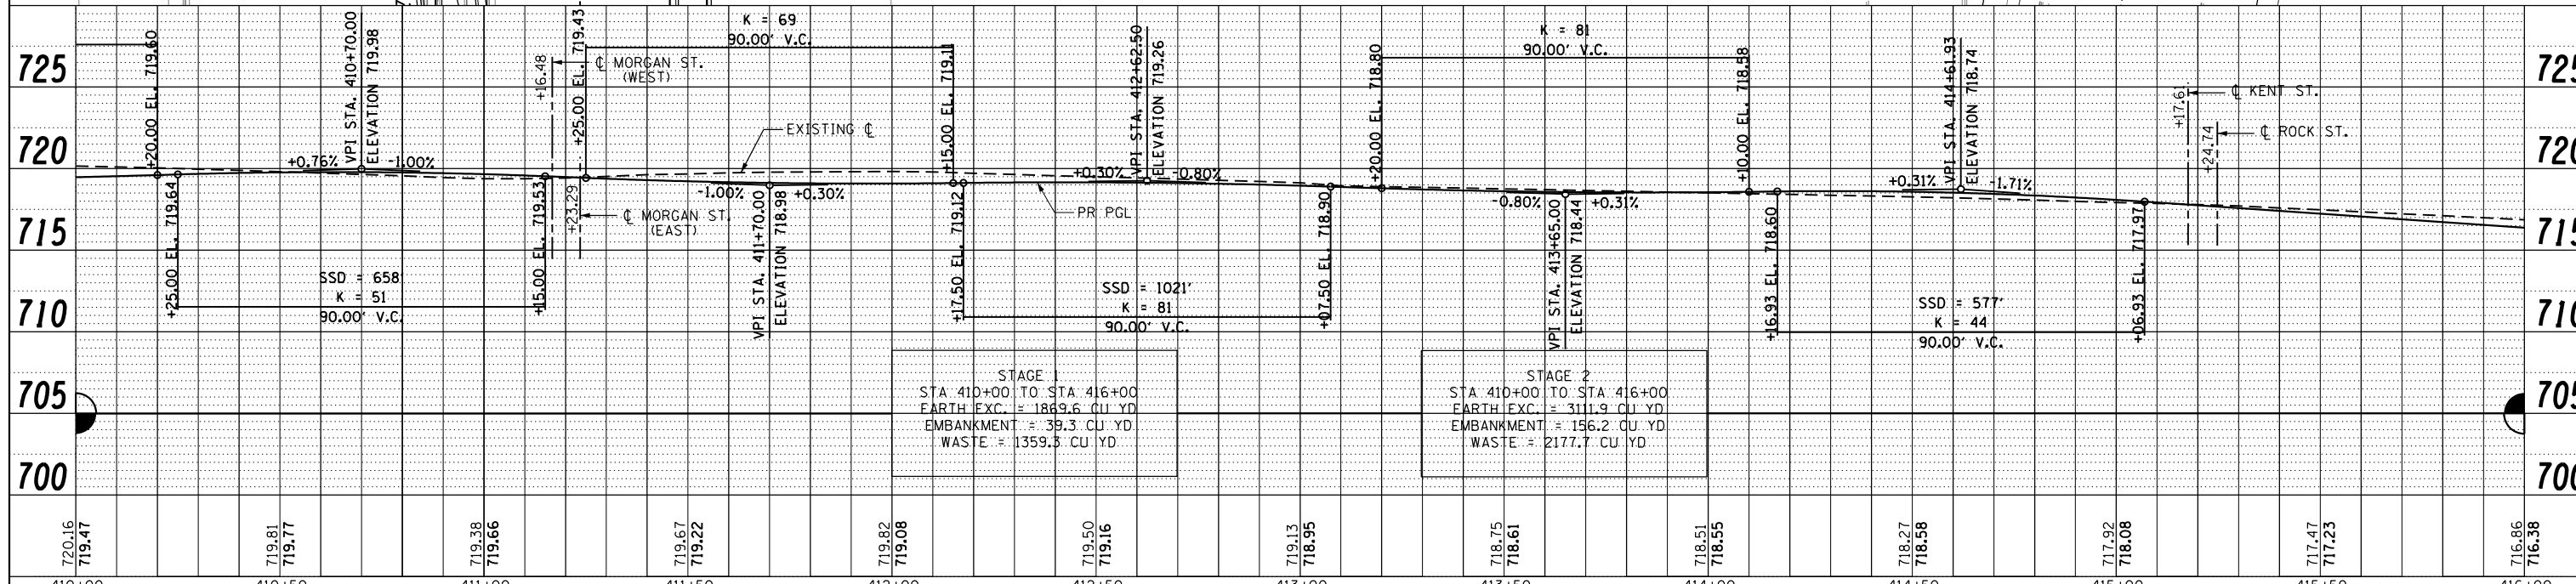 725
720
715
710
705
700
725
720
715
710
705
700
+20.00 EL. 719.60
VPI STA. 410+70.00
ELEVATION 719.98
+0.76%
-1.00%
+25.00 EL. 719.64
SSD = 658'
K = 51
90.00' V.C.
+15.00 EL. 719.53
+16.48
℄ MORGAN ST.
(WEST)
+23.29
℄ MORGAN ST.
(EAST)
+25.00 EL. 719.43
K = 69
90.00' V.C.
+15.00 EL. 719.11
EXISTING ℄
-1.00%
+0.30%
VPI STA. 411+70.00
ELEVATION 718.98
+17.50 EL. 719.12
PR PGL
VPI STA. 412+62.50
ELEVATION 719.26
+0.30%
-0.80%
SSD = 1021'
K = 81
90.00' V.C.
+07.50 EL. 718.90
+20.00 EL. 718.80
K = 81
90.00' V.C.
+10.00 EL. 718.58
-0.80%
+0.31%
VPI STA. 413+65.00
ELEVATION 718.44
+16.93 EL. 718.60
VPI STA. 414+61.93
ELEVATION 718.74
+0.31%
-1.71%
SSD = 577'
K = 44
90.00' V.C.
+06.93 EL. 717.97
+17.61
℄ KENT ST.
+24.74
℄ ROCK ST.
STAGE 1
STA 410+00 TO STA 416+00
EARTH EXC. = 1869.6 CU YD
EMBANKMENT = 39.3 CU YD
WASTE = 1359.3 CU YD
STAGE 2
STA 410+00 TO STA 416+00
EARTH EXC. = 3111.9 CU YD
EMBANKMENT = 156.2 CU YD
WASTE = 2177.7 CU YD
720.16
719.47
719.81
719.77
719.38
719.66
719.67
719.22
719.82
719.08
719.50
719.16
719.13
718.95
718.75
718.61
718.51
718.55
718.27
718.58
717.92
718.08
717.47
717.23
716.86
716.38